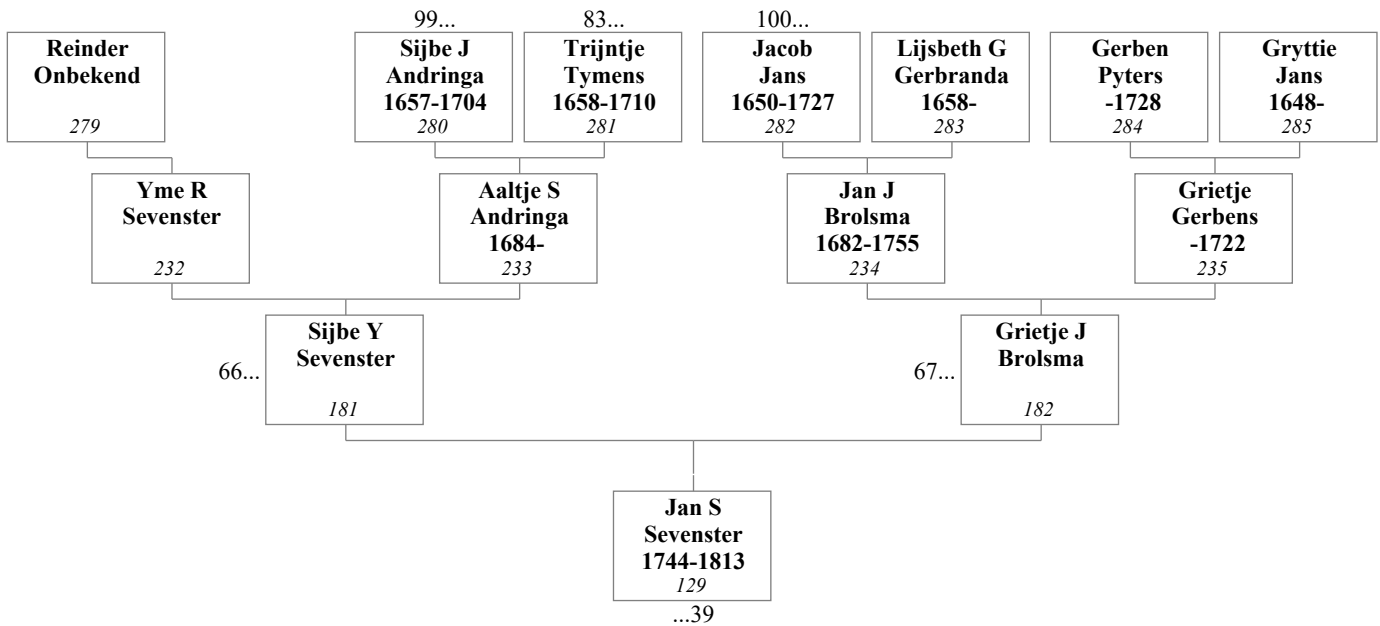 99...
83...
100...
Reinder
Onbekend
279
Sijbe J
Andringa
1657-1704
280
Trijntje
Tymens
1658-1710
281
Jacob
Jans
1650-1727
282
Lijsbeth G
Gerbranda
1658-
283
Gerben
Pyters
-1728
284
Gryttie
Jans
1648-
285
Yme R
Sevenster
232
Aaltje S
Andringa
1684-
233
Jan J
Brolsma
1682-1755
234
Grietje
Gerbens
-1722
235
66...
Sijbe Y
Sevenster
181
67...
Grietje J
Brolsma
182
Jan S
Sevenster
1744-1813
129
...39